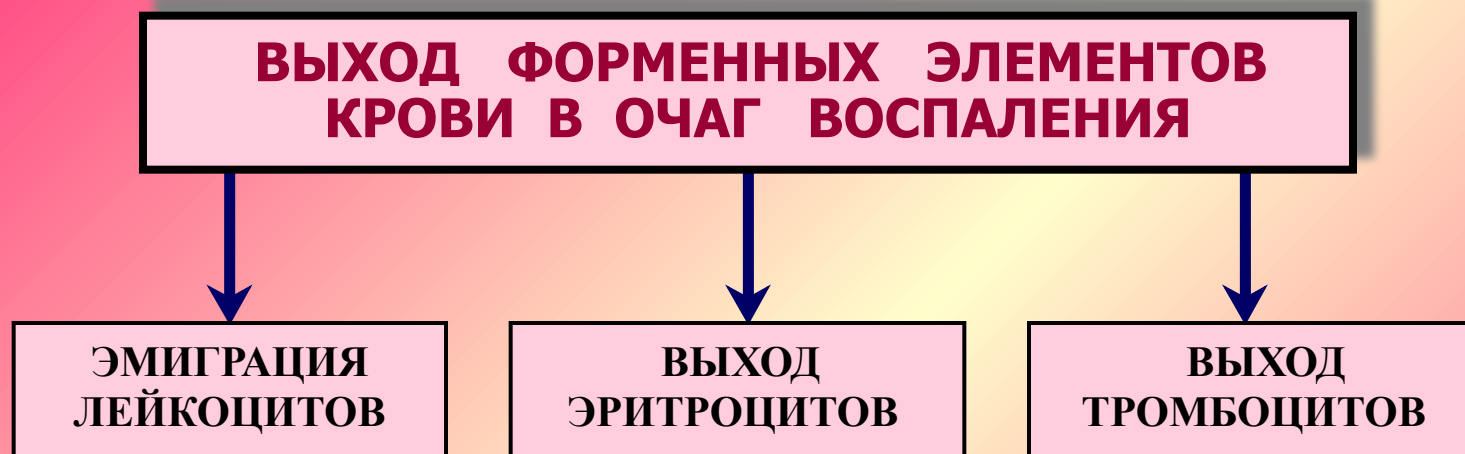 ВЫХОД ФОРМЕННЫХ ЭЛЕМЕНТОВ
КРОВИ В ОЧАГ ВОСПАЛЕНИЯ
ЭМИГРАЦИЯ
ЛЕЙКОЦИТОВ
ВЫХОД
ЭРИТРОЦИТОВ
ВЫХОД
ТРОМБОЦИТОВ